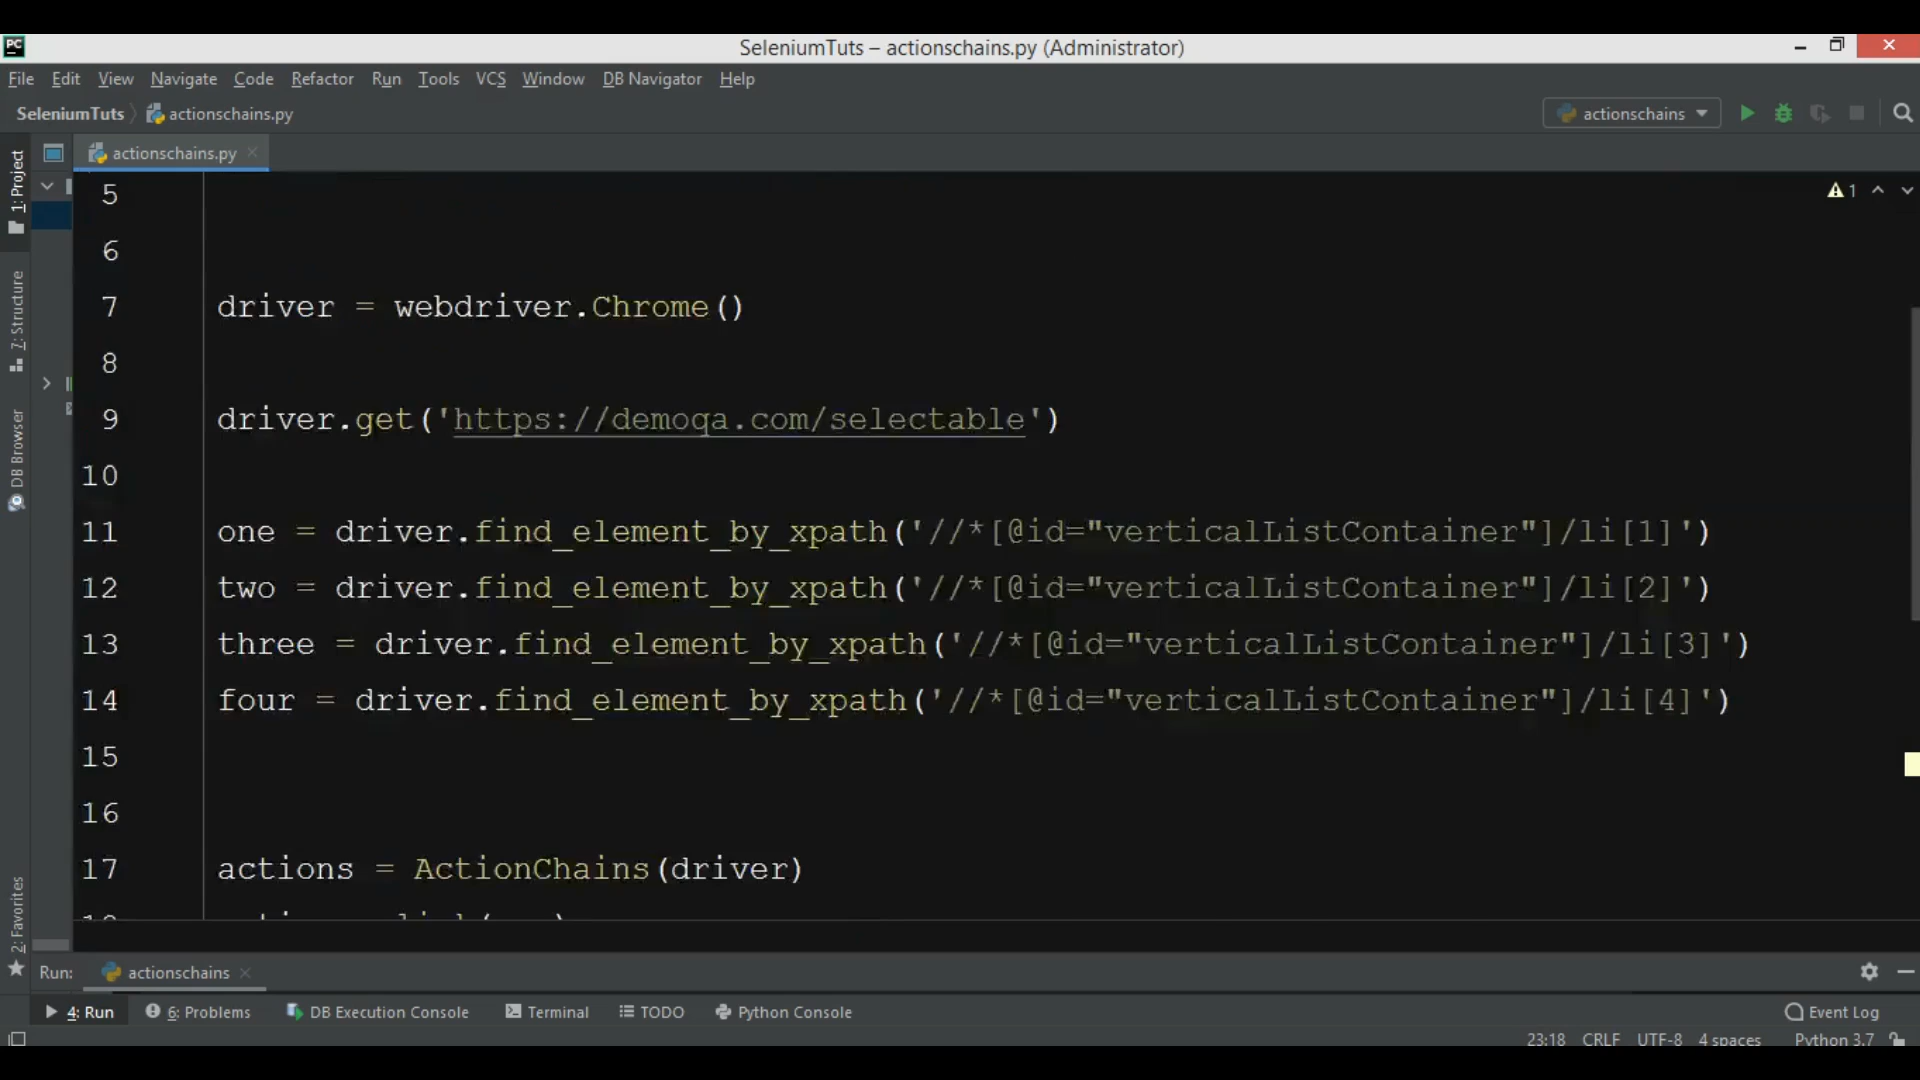 PC
SeleniumTuts – actionschains.py (Administrator)
File Edit View Navigate Code Refactor Run Tools VCS Window DB Navigator Help
SeleniumTuts actionschains.py
actionschains
actionschains.py
1: Project
7: Structure
DB Browser
2: Favorites
1
5
6
7 driver = webdriver.Chrome()
8
9 driver.get('https://demoqa.com/selectable')
10
11 one = driver.find_element_by_xpath('//*[@id="verticalListContainer"]/li[1]')
12 two = driver.find_element_by_xpath('//*[@id="verticalListContainer"]/li[2]')
13 three = driver.find_element_by_xpath('//*[@id="verticalListContainer"]/li[3]')
14 four = driver.find_element_by_xpath('//*[@id="verticalListContainer"]/li[4]')
15
16
17 actions = ActionChains(driver)
Run: actionschains
4: Run 6: Problems DB Execution Console Terminal TODO Python Console Event Log
23:18 CRLF UTF-8 4 spaces Python 3.7